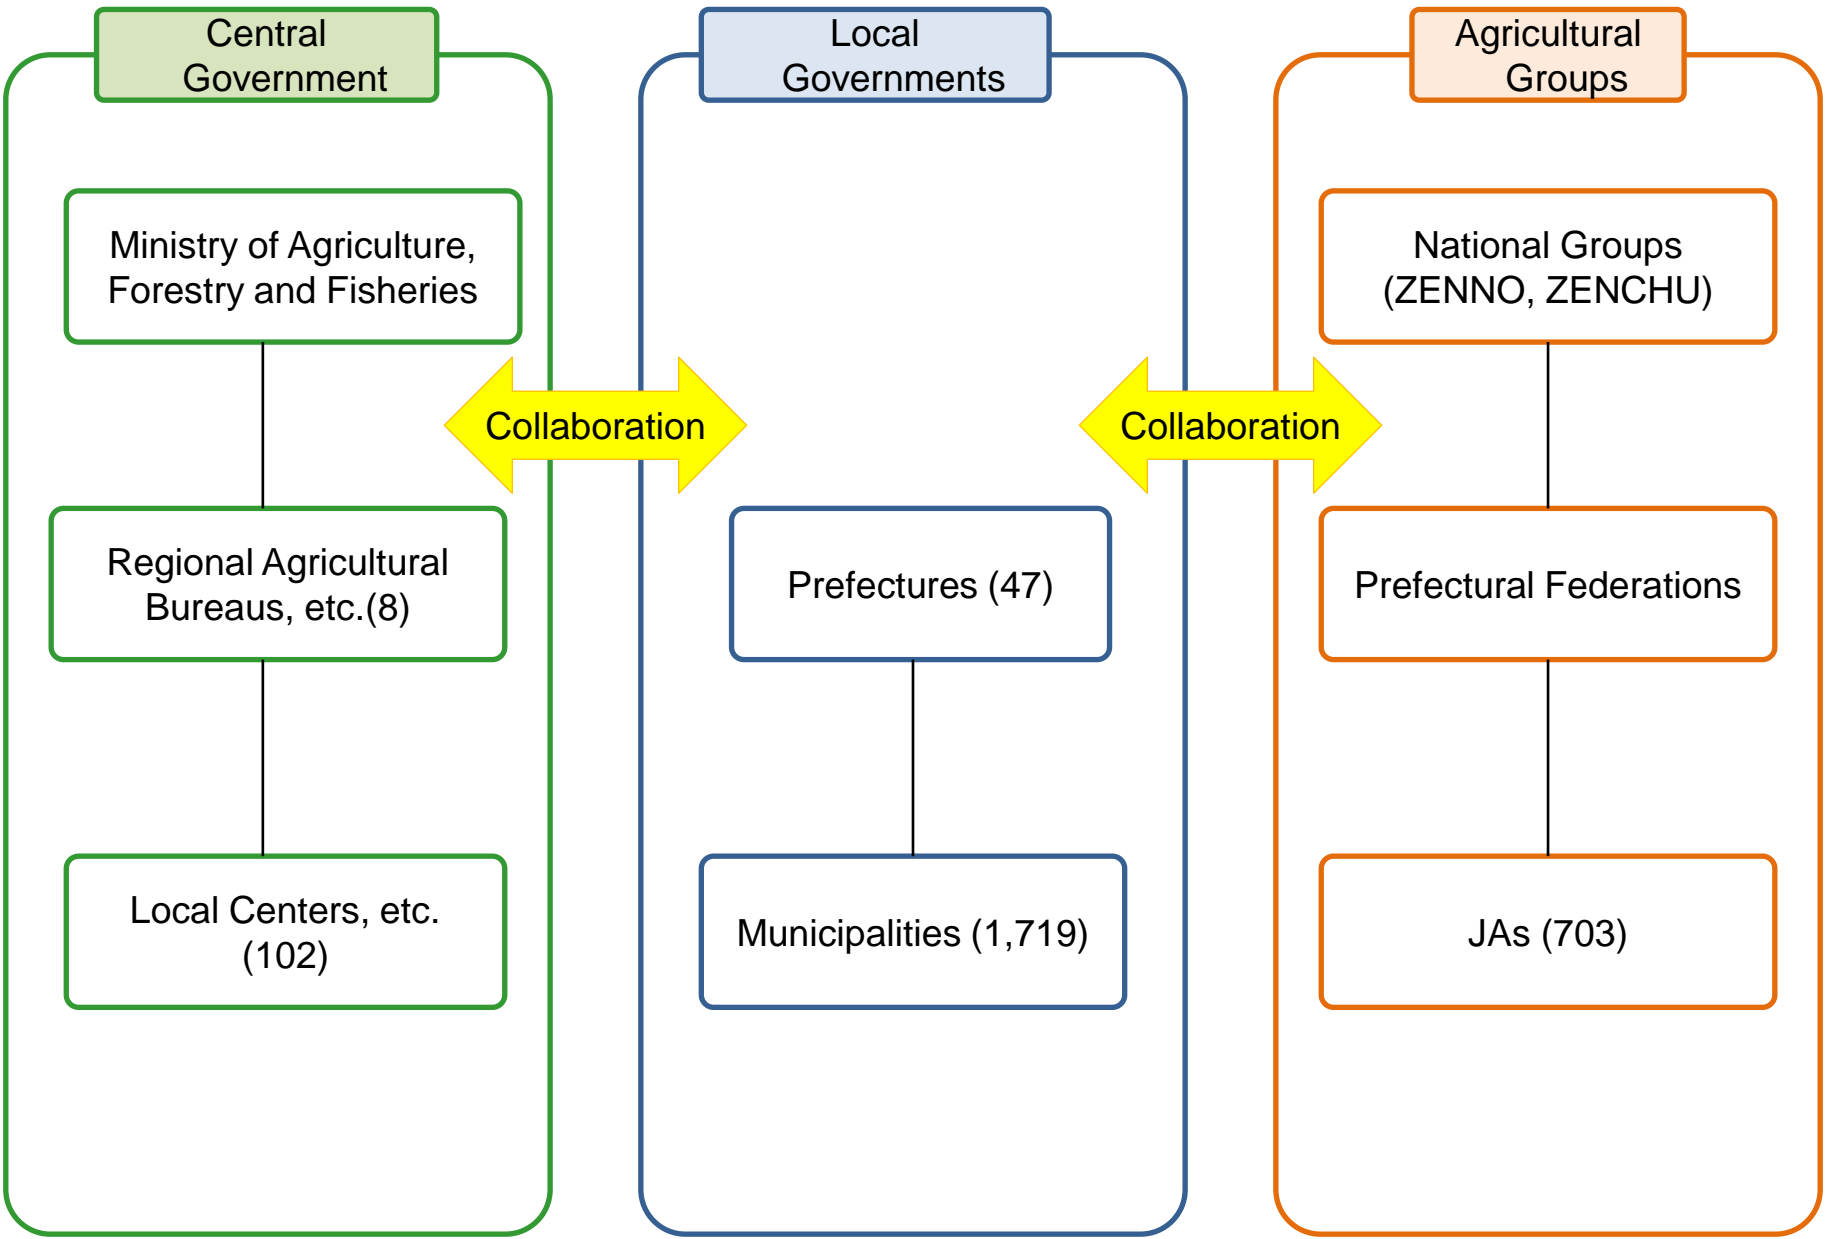 Central
Government
Ministry of Agriculture,
Forestry and Fisheries
Regional Agricultural
Bureaus, etc.(8)
Local Centers, etc.
(102)
Collaboration
Local
Governments
Prefectures (47)
Municipalities (1,719)
Collaboration
Agricultural
Groups
National Groups
(ZENNO, ZENCHU)
Prefectural Federations
JAs (703)